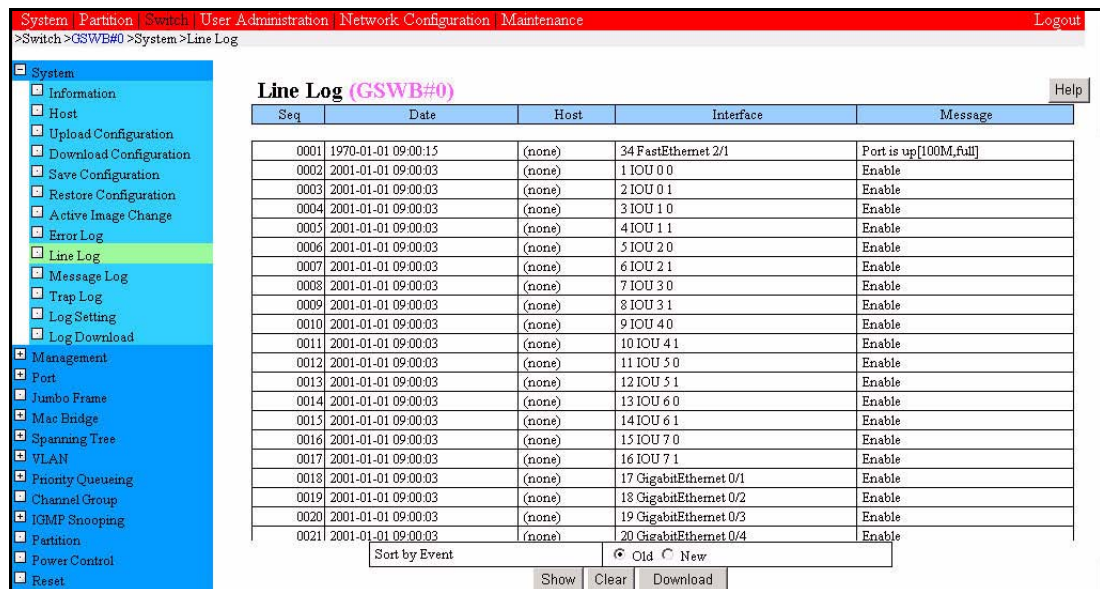 System | Partition | Switch | User Administration | Network Configuration | Maintenance Logout
>Switch >GSWB#0 >System >Line Log
System
Information
Host
Upload Configuration
Download Configuration
Save Configuration
Restore Configuration
Active Image Change
Error Log
Line Log
Message Log
Trap Log
Log Setting
Log Download
Management
Port
Jumbo Frame
Mac Bridge
Spanning Tree
VLAN
Priority Queueing
Channel Group
IGMP Snooping
Partition
Power Control
Reset
Line Log (GSWB#0)
Help
Seq Date Host Interface Message
0001 1970-01-01 09:00:15 (none) 34 FastEthernet 2/1 Port is up[100M,full]
0002 2001-01-01 09:00:03 (none) 1 IOU 0 0 Enable
0003 2001-01-01 09:00:03 (none) 2 IOU 0 1 Enable
0004 2001-01-01 09:00:03 (none) 3 IOU 1 0 Enable
0005 2001-01-01 09:00:03 (none) 4 IOU 1 1 Enable
0006 2001-01-01 09:00:03 (none) 5 IOU 2 0 Enable
0007 2001-01-01 09:00:03 (none) 6 IOU 2 1 Enable
0008 2001-01-01 09:00:03 (none) 7 IOU 3 0 Enable
0009 2001-01-01 09:00:03 (none) 8 IOU 3 1 Enable
0010 2001-01-01 09:00:03 (none) 9 IOU 4 0 Enable
0011 2001-01-01 09:00:03 (none) 10 IOU 4 1 Enable
0012 2001-01-01 09:00:03 (none) 11 IOU 5 0 Enable
0013 2001-01-01 09:00:03 (none) 12 IOU 5 1 Enable
0014 2001-01-01 09:00:03 (none) 13 IOU 6 0 Enable
0015 2001-01-01 09:00:03 (none) 14 IOU 6 1 Enable
0016 2001-01-01 09:00:03 (none) 15 IOU 7 0 Enable
0017 2001-01-01 09:00:03 (none) 16 IOU 7 1 Enable
0018 2001-01-01 09:00:03 (none) 17 GigabitEthernet 0/1 Enable
0019 2001-01-01 09:00:03 (none) 18 GigabitEthernet 0/2 Enable
0020 2001-01-01 09:00:03 (none) 19 GigabitEthernet 0/3 Enable
0021 2001-01-01 09:00:03 (none) 20 GigabitEthernet 0/4 Enable
Sort by Event Old New
Show Clear Download